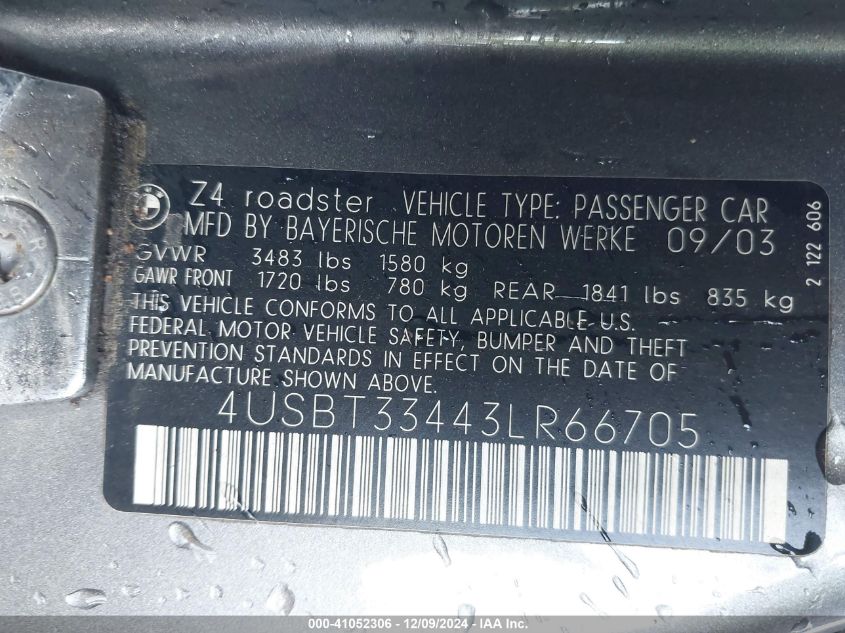 Z4 roadster VEHICLE TYPE: PASSENGER CAR
MFD BY BAYERISCHE MOTOREN WERKE 09/03
GVWR 3483 lbs 1580 kg
GAWR FRONT 1720 lbs 780 kg REAR 1841 lbs 835 kg
THIS VEHICLE CONFORMS TO ALL APPLICABLE U.S.
FEDERAL MOTOR VEHICLE SAFETY, BUMPER AND THEFT
PREVENTION STANDARDS IN EFFECT ON THE DATE OF
MANUFACTURE SHOWN ABOVE.
4USBT33443LR66705
2 122 606
000-41052306 - 12/09/2024 - IAA Inc.